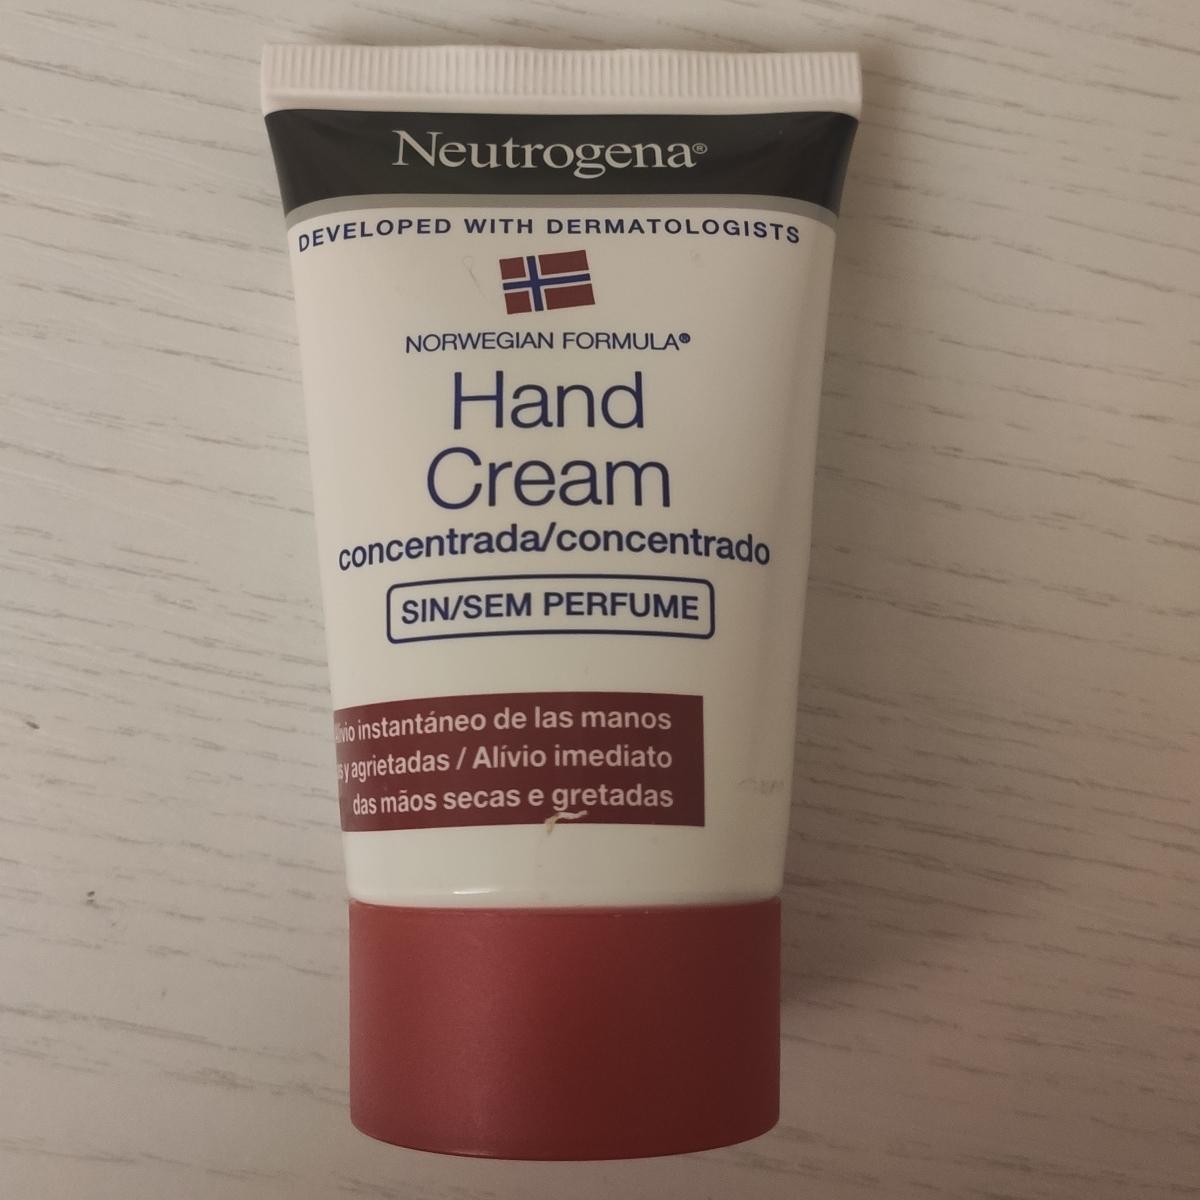 Neutrogena®
DEVELOPED WITH DERMATOLOGISTS
NORWEGIAN FORMULA®
Hand
Cream
concentrada/concentrado
SIN/SEM PERFUME
instantáneo de las manos
y agrietadas / Alívio imediato
das mãos secas e gretadas